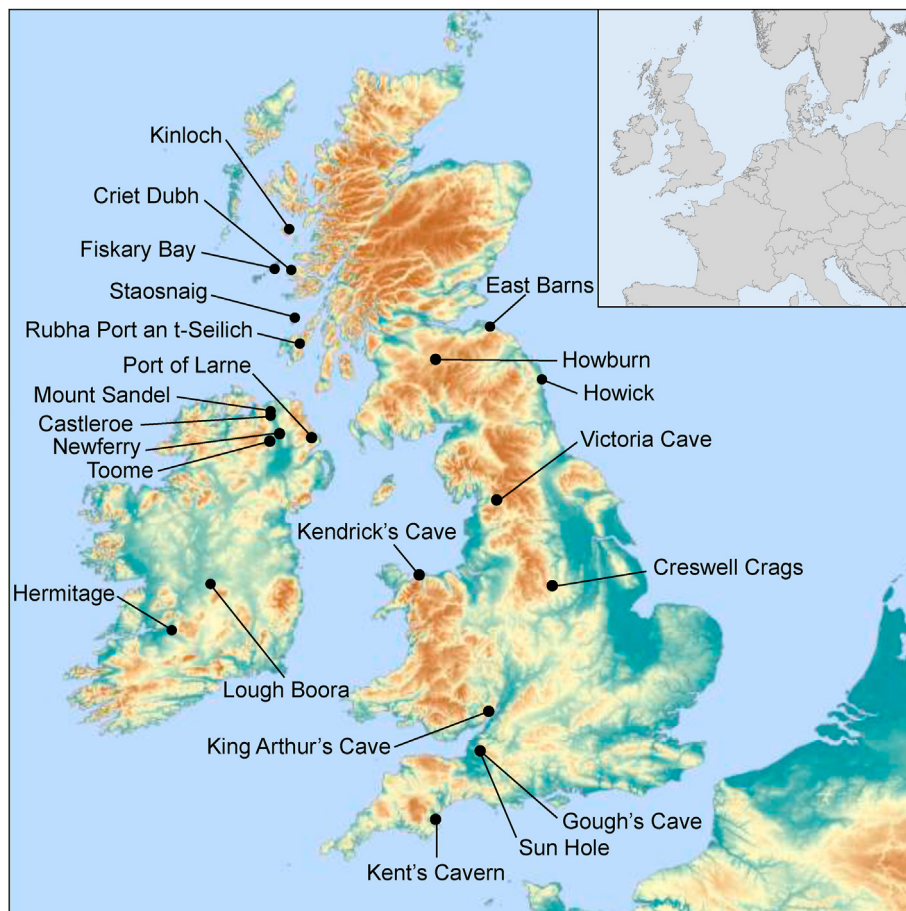 Kinloch
Criet Dubh
Fiskary Bay
Staosnaig
East Barns
Rubha Port an t-Seilich
Port of Larne
Howburn
Mount Sandel
Howick
Castleroe
Newferry
Victoria Cave
Toome
Kendrick’s Cave
Creswell Crags
Hermitage
Lough Boora
King Arthur’s Cave
Gough’s Cave
Sun Hole
Kent’s Cavern